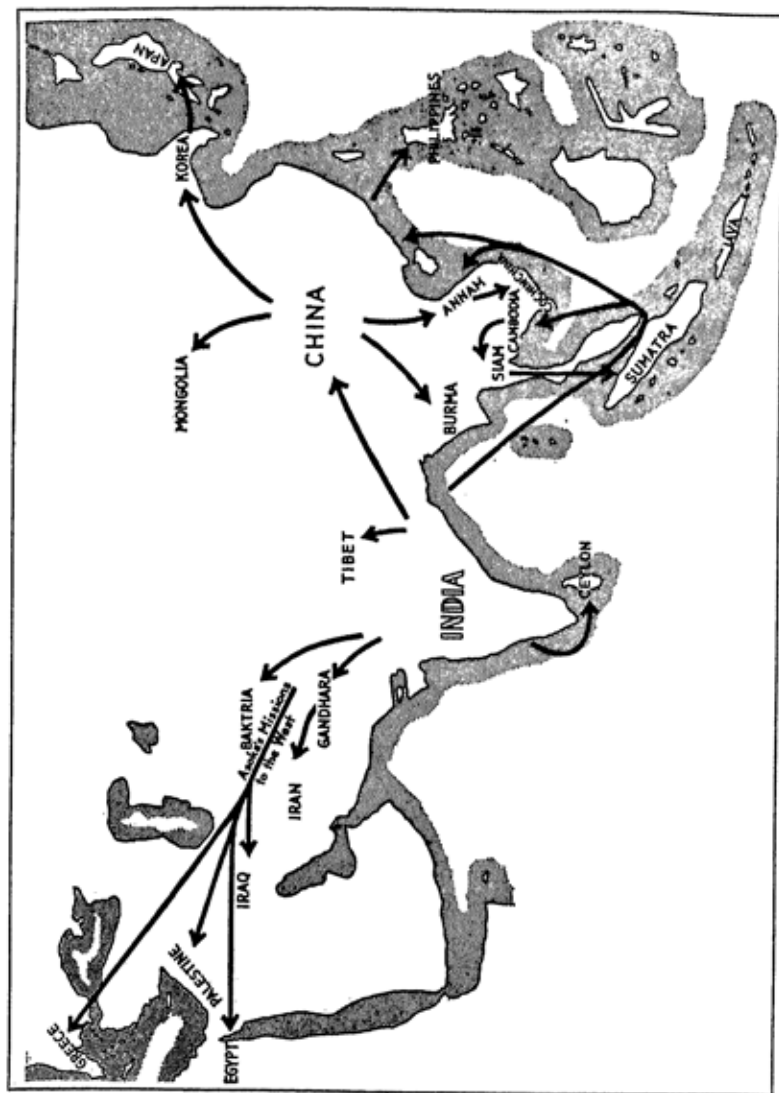 GREECE
JAPAN
MONGOLIA
KOREA
PALESTINE
EGYPT
IRAQ
BAKTRIA
Asoka's Missions
to the West
IRAN
CHINA
GANDHARA
TIBET
PHILIPPINES
BURMA
INDIA
ANNAM
SIAM
CAMBODIA
COCHINCHINA
CEYLON
SUMATRA
JAVA